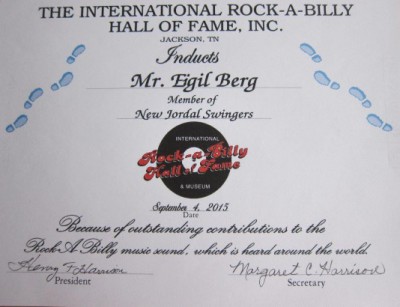 THE INTERNATIONAL ROCK-A-BILLY
HALL OF FAME, INC.
JACKSON, TN
Inducts
Mr. Egil Berg
Member of
New Jordal Swingers
INTERNATIONAL
Rock-a-Billy
Hall of Fame
& MUSEUM
September 4, 2013
Date
Because of outstanding contributions to the
Rock-A-Billy music sound, which is heard around the world.
Henry F Harrison Margaret C. Harrison
President Secretary